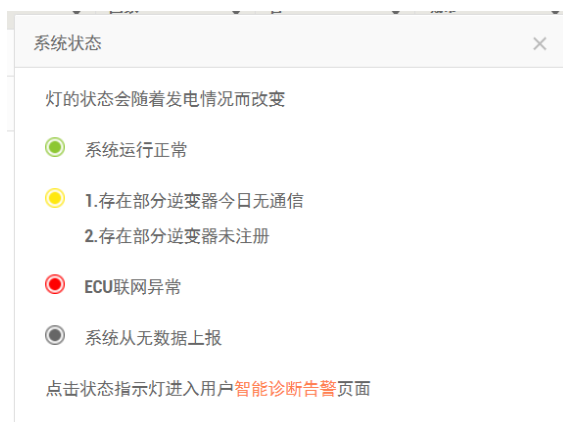 系统状态
灯的状态会随着发电情况而改变
系统运行正常
1.存在部分逆变器今日无通信
2.存在部分逆变器未注册
ECU联网异常
系统从无数据上报
点击状态指示灯进入用户智能诊断告警页面